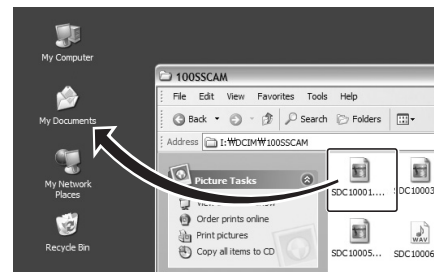 My Computer
My Documents
My Network
Places
Recycle Bin
100SSCAM
File Edit View Favorites Tools Help
Back Search Folders
Address I:₩DCIM₩100SSCAM
Picture Tasks
Order prints online
Print pictures
Copy all items to CD
SDC10001....
SDC10003
SDC10005...
WAV
SDC10006